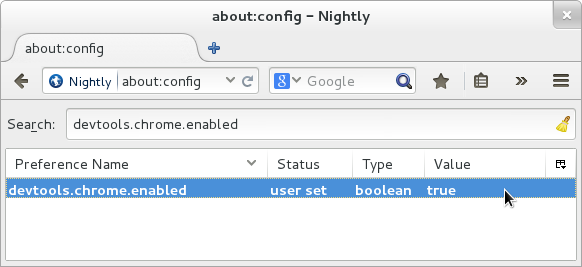 about:config – Nightly
about:config
Nightly about:config Google
Search: devtools.chrome.enabled
Preference Name Status Type Value
devtools.chrome.enabled user set boolean true